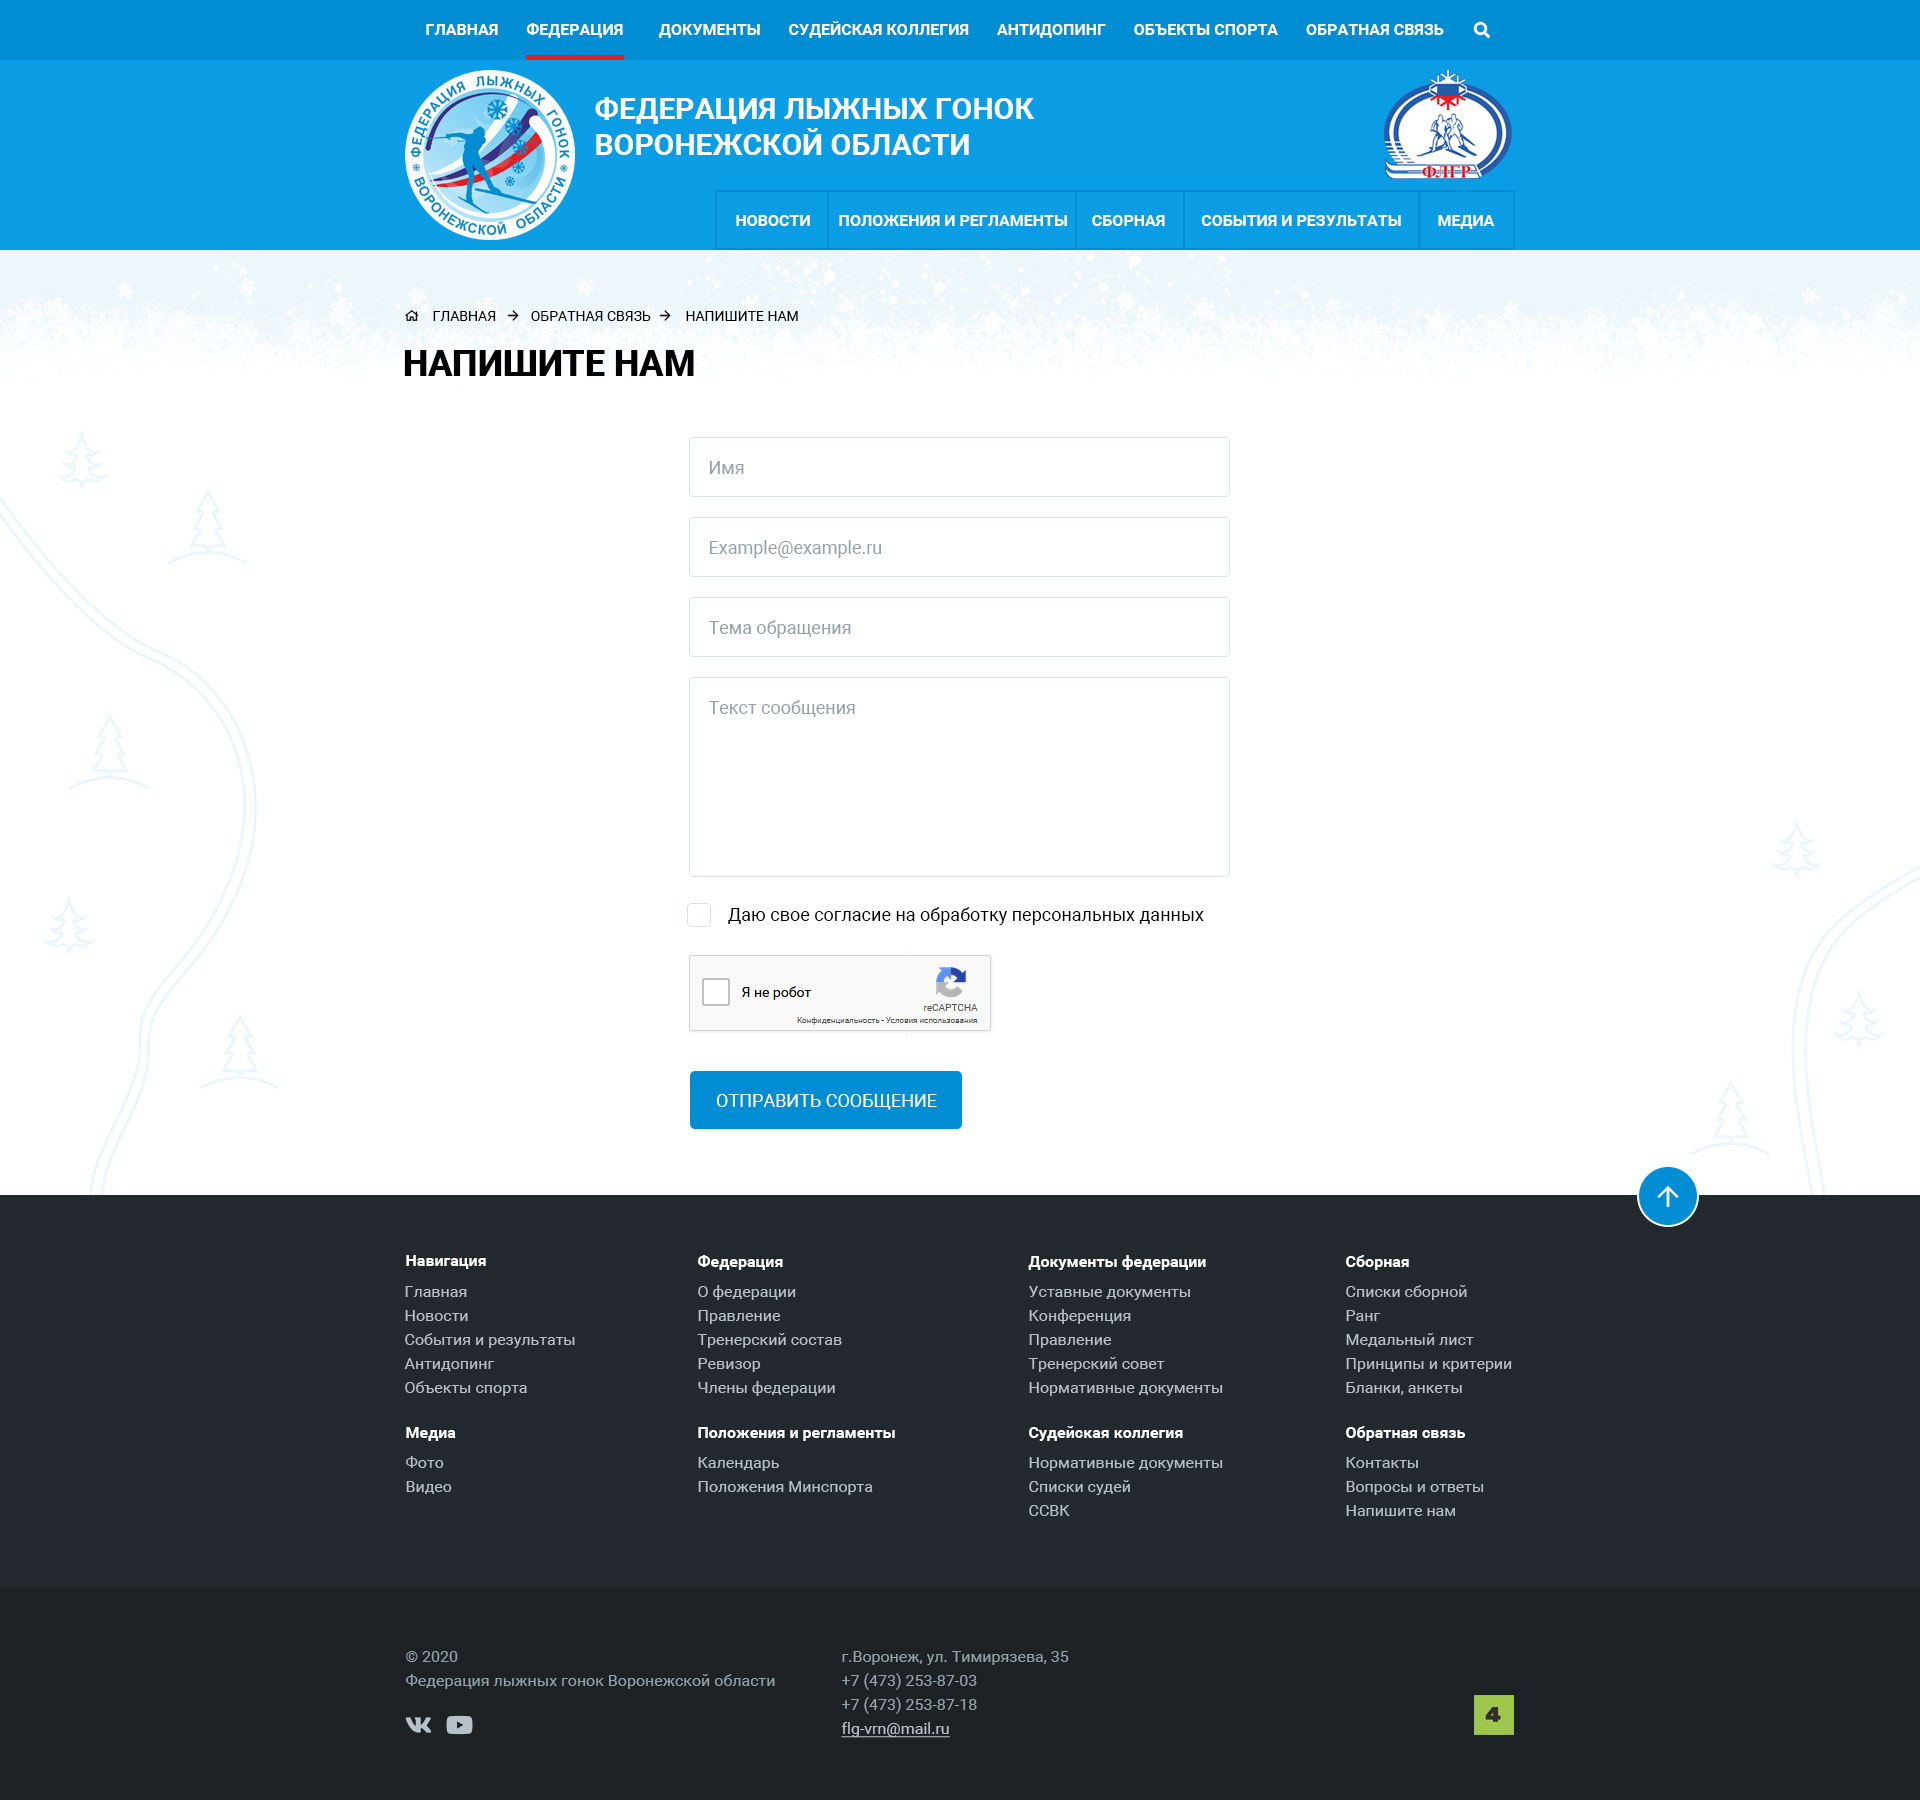 ГЛАВНАЯ ФЕДЕРАЦИЯ ДОКУМЕНТЫ СУДЕЙСКАЯ КОЛЛЕГИЯ АНТИДОПИНГ ОБЪЕКТЫ СПОРТА ОБРАТНАЯ СВЯЗЬ
ФЕДЕРАЦИЯ ЛЫЖНЫХ ГОНОК
ВОРОНЕЖСКОЙ ОБЛАСТИ
ФЕДЕРАЦИЯ ЛЫЖНЫХ ГОНОК
ВОРОНЕЖСКОЙ ОБЛАСТИ
ФЛГР
НОВОСТИ ПОЛОЖЕНИЯ И РЕГЛАМЕНТЫ СБОРНАЯ СОБЫТИЯ И РЕЗУЛЬТАТЫ МЕДИА
ГЛАВНАЯ → ОБРАТНАЯ СВЯЗЬ → НАПИШИТЕ НАМ
НАПИШИТЕ НАМ
Имя
Example@example.ru
Тема обращения
Текст сообщения
Даю свое согласие на обработку персональных данных
Я не робот
reCAPTCHA
Конфиденциальность - Условия использования
ОТПРАВИТЬ СООБЩЕНИЕ
Навигация
Главная
Новости
События и результаты
Антидопинг
Объекты спорта
Федерация
О федерации
Правление
Тренерский состав
Ревизор
Члены федерации
Документы федерации
Уставные документы
Конференция
Правление
Тренерский совет
Нормативные документы
Сборная
Списки сборной
Ранг
Медальный лист
Принципы и критерии
Бланки, анкеты
Медиа
Фото
Видео
Положения и регламенты
Календарь
Положения Минспорта
Судейская коллегия
Нормативные документы
Списки судей
ССВК
Обратная связь
Контакты
Вопросы и ответы
Напишите нам
© 2020
Федерация лыжных гонок Воронежской области
г.Воронеж, ул. Тимирязева, 35
+7 (473) 253-87-03
+7 (473) 253-87-18
flg-vrn@mail.ru
4